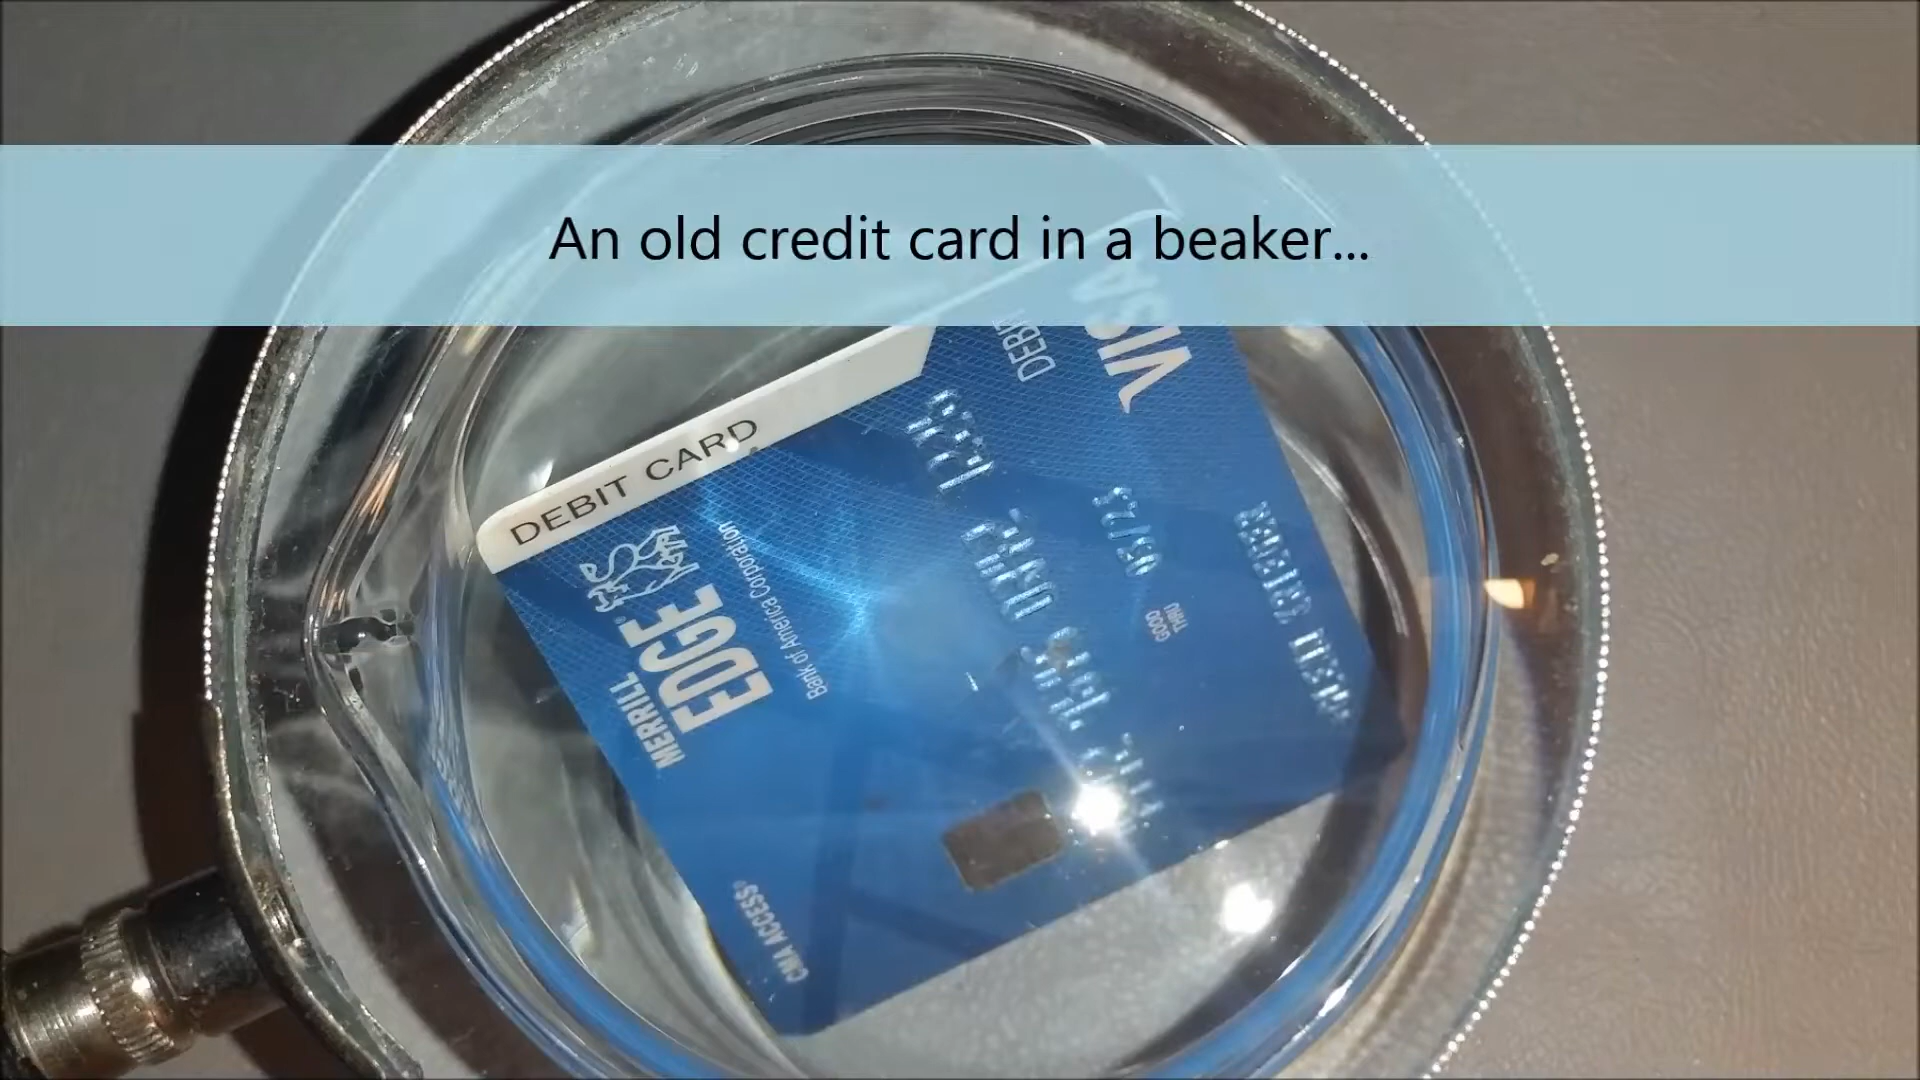 An old credit card in a beaker...
DEBIT CARD
MERRILL
EDGE®
Bank of America Corporation
DEBIT
VISA
GOOD
THRU
CMA ACCESS®